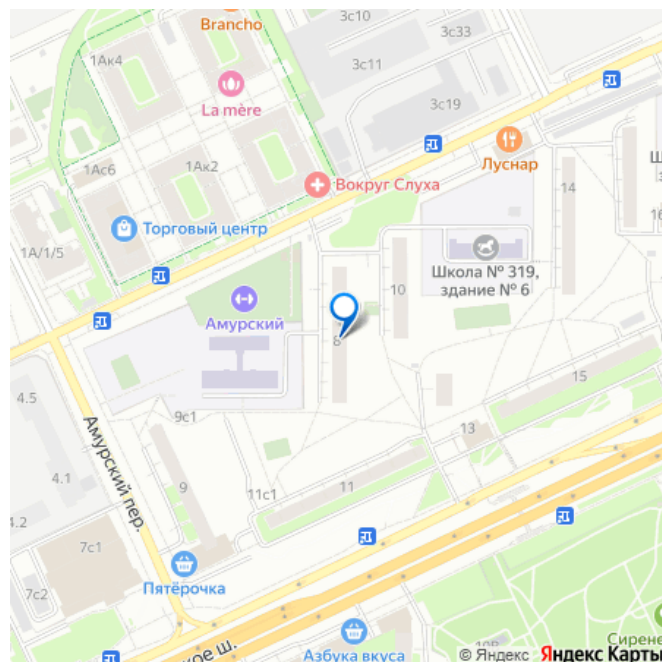 3с10
3с33
Brancho
1Ак4
3с11
La mère
3с19
Луснар
1Ас6
1Ак2
Вокруг Слуха
14
Торговый центр
16
1А/1/5
Школа № 319,
здание № 6
10
Амурский
8
15
4.5
9с1
Амурский пер.
13
4.1
9
11с1
11
4.2
7с1
7с2
Пятёрочка
ое ш.
Азбука вкуса
Сирене
© Яндекс Яндекс Карты